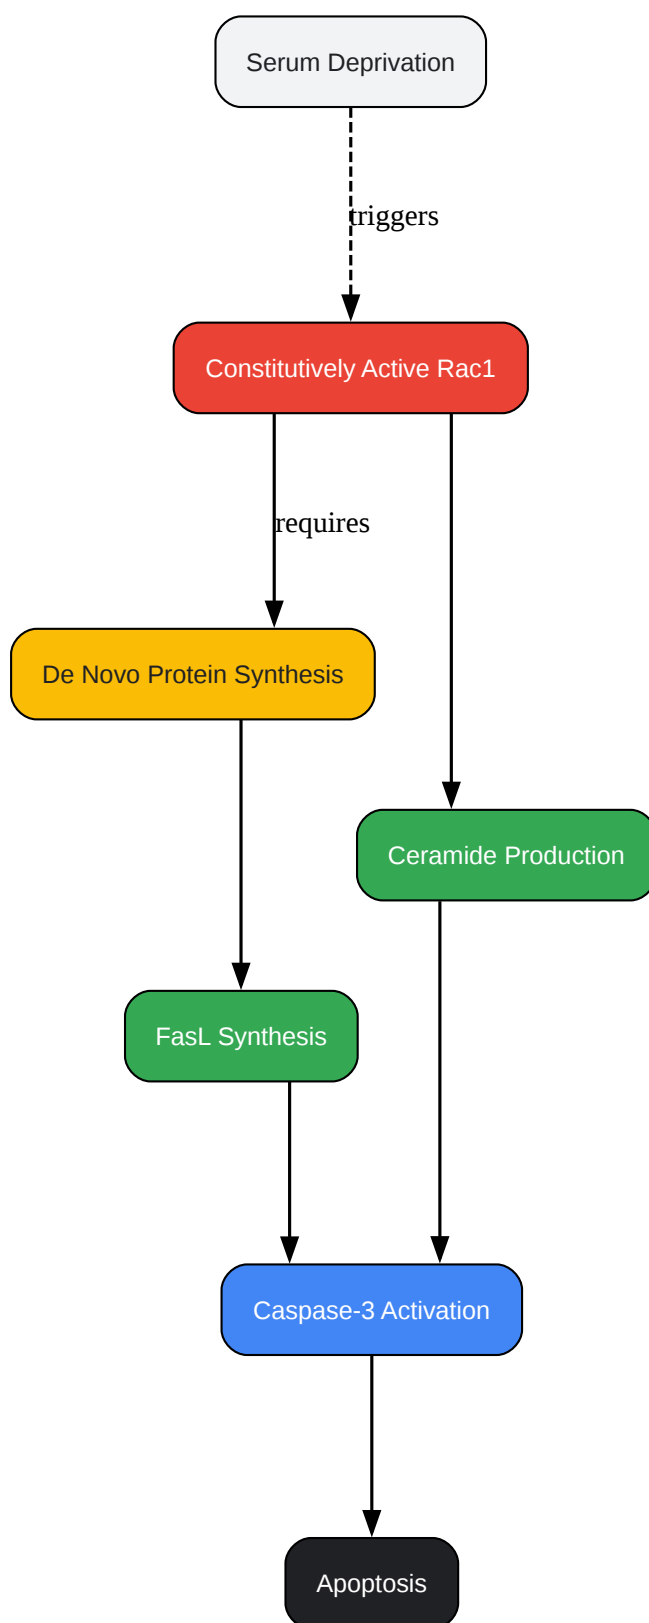 Serum Deprivation
triggers
Constitutively Active Rac1
requires
De Novo Protein Synthesis
Ceramide Production
FasL Synthesis
Caspase-3 Activation
Apoptosis